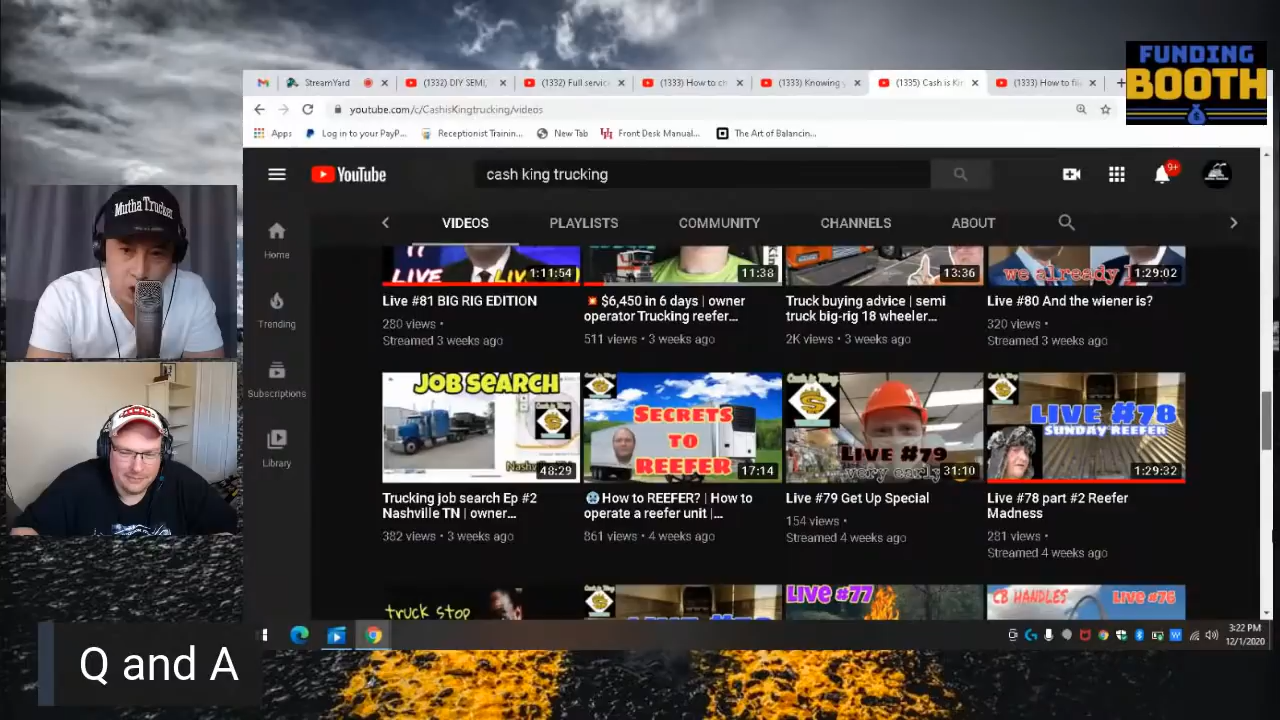 FUNDING
BOOTH
StreamYard
(1332) DIY SEMI,
(1332) Full servic
(1333) How to cl
(1333) Knowing
(1335) Cash is Kin
(1333) How to fil
youtube.com/c/CashisKingtrucking/videos
Apps
Log in to your PayP...
Receptionist Trainin...
New Tab
Front Desk Manual...
The Art of Balancin...
YouTube
cash king trucking
9+
Mutha Trucker
VIDEOS
PLAYLISTS
COMMUNITY
CHANNELS
ABOUT
Home
Trending
Subscriptions
Library
LIVE
1:11:54
11:38
13:36
we already
1:29:02
Live #81 BIG RIG EDITION
280 views •
Streamed 3 weeks ago
$6,450 in 6 days | owner
operator Trucking reefer...
511 views • 3 weeks ago
Truck buying advice | semi
truck big-rig 18 wheeler...
2K views • 3 weeks ago
Live #80 And the wiener is?
320 views •
Streamed 3 weeks ago
JOB SEARCH
Nashville
48:29
Cash is King
SECRETS
TO
REEFER
17:14
Cash is King
LIVE #79
very early
31:10
LIVE #78
SUNDAY REEFER
1:29:32
Trucking job search Ep #2
Nashville TN | owner...
382 views • 3 weeks ago
How to REEFER? | How to
operate a reefer unit |...
861 views • 4 weeks ago
Live #79 Get Up Special
154 views •
Streamed 4 weeks ago
Live #78 part #2 Reefer
Madness
281 views •
Streamed 4 weeks ago
truck stop
LIVE #77
CB HANDLES
LIVE #76
3:22 PM
12/1/2020
Q and A